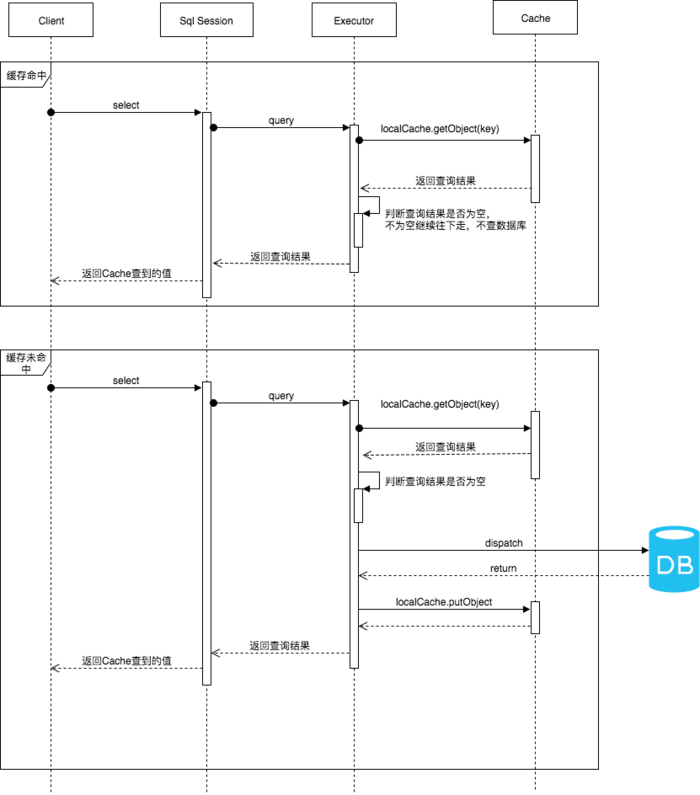 Client
Sql Session
Executor
Cache
缓存命中
select
query
localCache.getObject(key)
返回查询结果
判断查询结果是否为空，
不为空继续往下走，不查数据库
返回查询结果
返回Cache查到的值
缓存未命
中
select
query
localCache.getObject(key)
返回查询结果
判断查询结果是否为空
dispatch
DB
return
localCache.putObject
返回查询结果
返回Cache查到的值